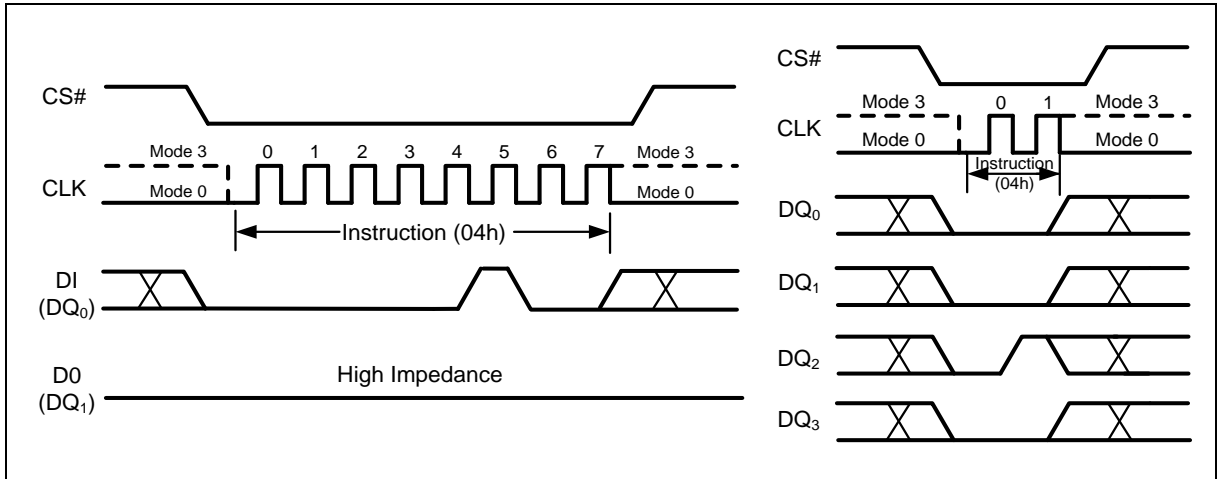 CS#
Mode 3 0 1 2 3 4 5 6 7 Mode 3
CLK
Mode 0 Mode 0
Instruction (04h)
DI
(DQ0)
D0
(DQ1)
High Impedance
CS#
Mode 3 0 1 Mode 3
CLK
Mode 0 Mode 0
Instruction
(04h)
DQ0
DQ1
DQ2
DQ3